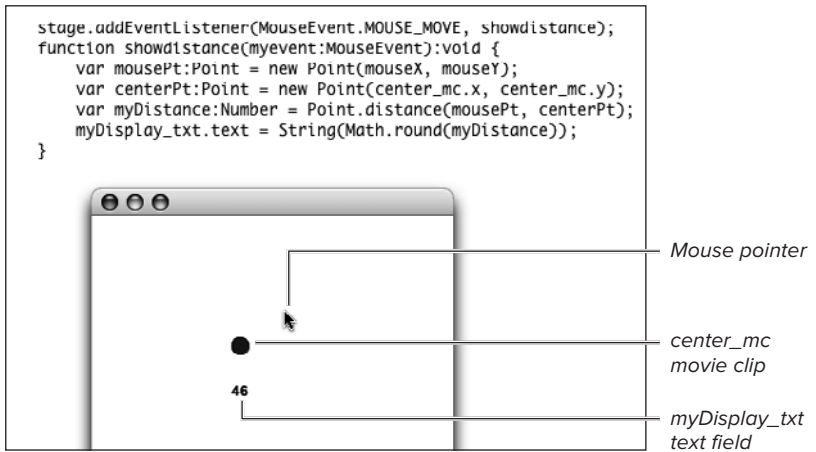 stage.addEventListener(MouseEvent.MOUSE_MOVE, showdistance);
function showdistance(myevent:MouseEvent):void {
var mousePt:Point = new Point(mouseX, mouseY);
var centerPt:Point = new Point(center_mc.x, center_mc.y);
var myDistance:Number = Point.distance(mousePt, centerPt);
myDisplay_txt.text = String(Math.round(myDistance));
}
Mouse pointer
center_mc
movie clip
46
myDisplay_txt
text field